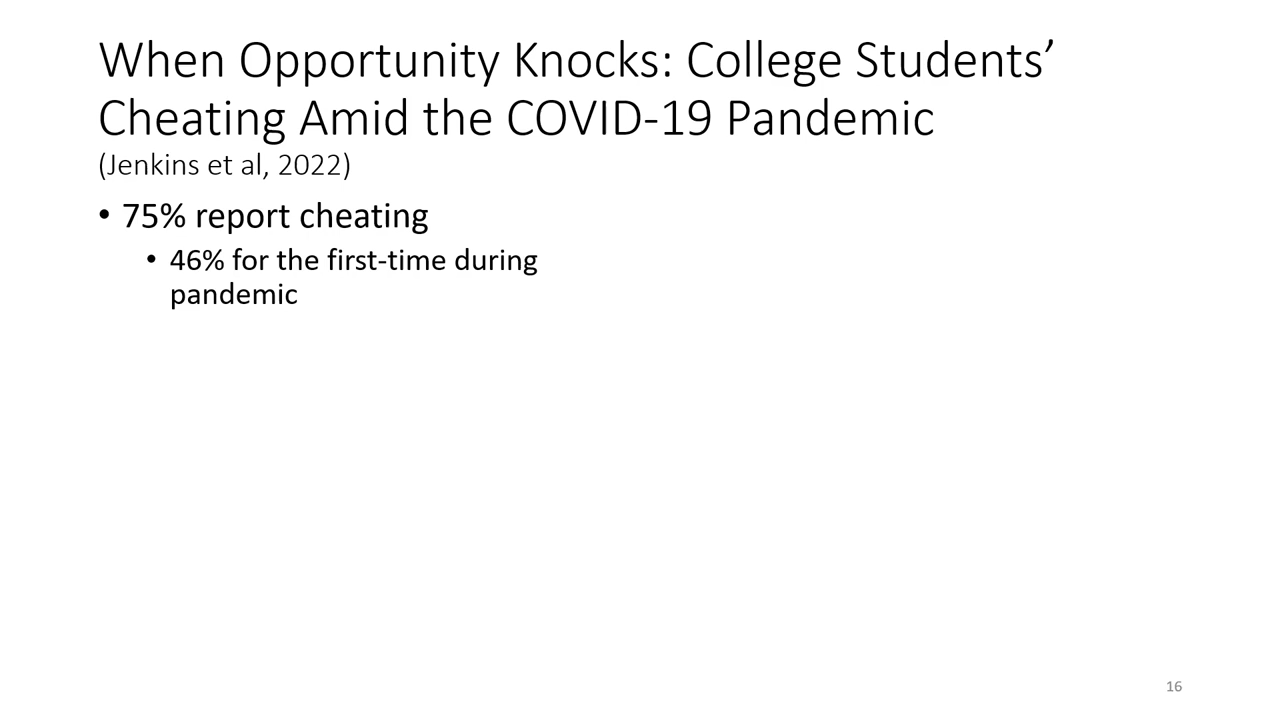 When Opportunity Knocks: College Students’
Cheating Amid the COVID-19 Pandemic
(Jenkins et al, 2022)
• 75% report cheating
• 46% for the first-time during
pandemic
16